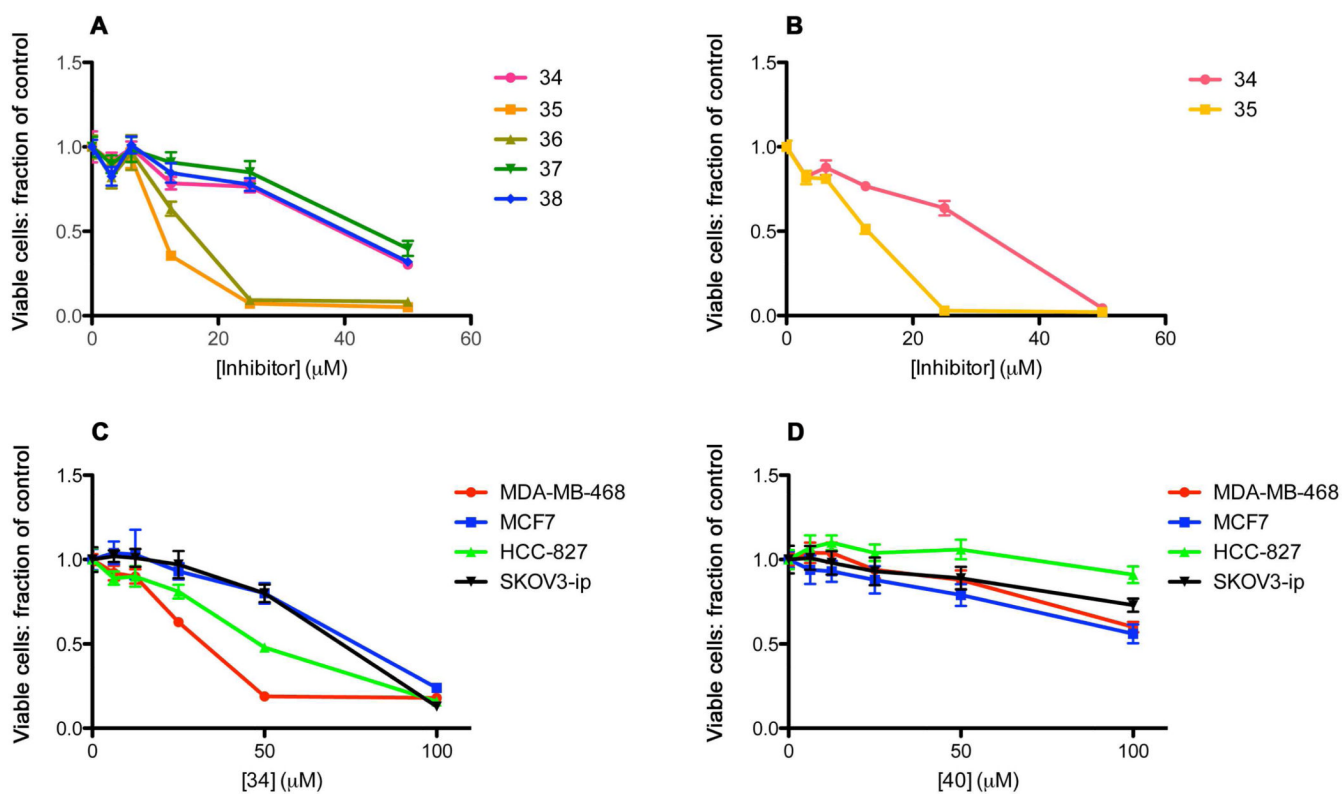 A
Viable cells: fraction of control
1.5
1.0
0.5
0.0
0
20
40
60
[Inhibitor] (μM)
34
35
36
37
38
B
Viable cells: fraction of control
1.5
1.0
0.5
0.0
0
20
40
60
[Inhibitor] (μM)
34
35
C
Viable cells: fraction of control
1.5
1.0
0.5
0.0
0
50
100
[34] (μM)
MDA-MB-468
MCF7
HCC-827
SKOV3-ip
D
Viable cells: fraction of control
1.5
1.0
0.5
0.0
0
50
100
[40] (μM)
MDA-MB-468
MCF7
HCC-827
SKOV3-ip